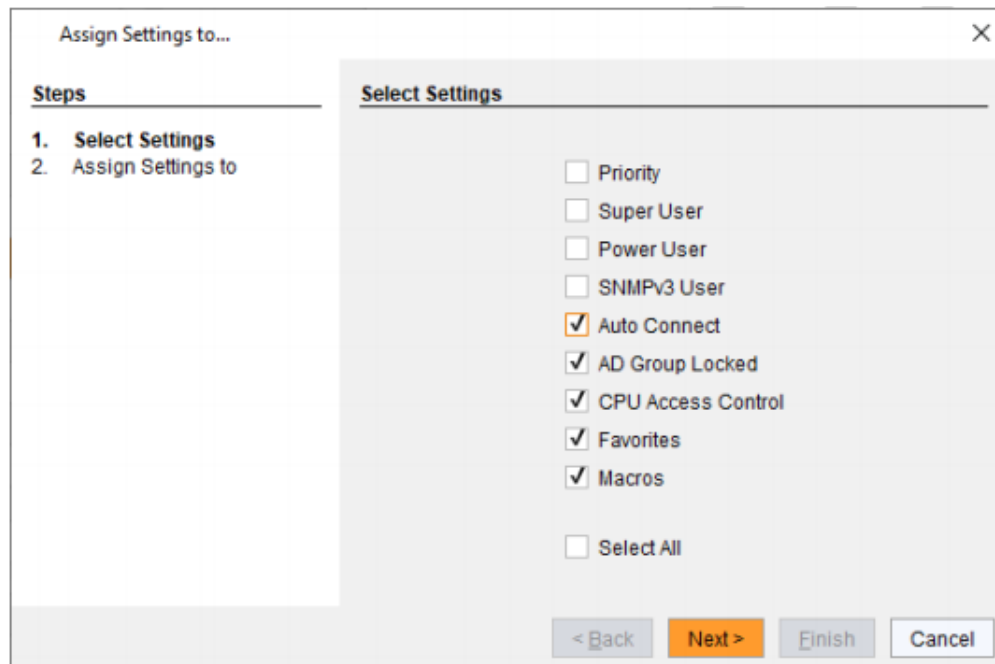 Assign Settings to...
Steps
1. Select Settings
2. Assign Settings to
Select Settings
Priority
Super User
Power User
SNMPv3 User
Auto Connect
AD Group Locked
CPU Access Control
Favorites
Macros
Select All
< Back
Next >
Finish
Cancel